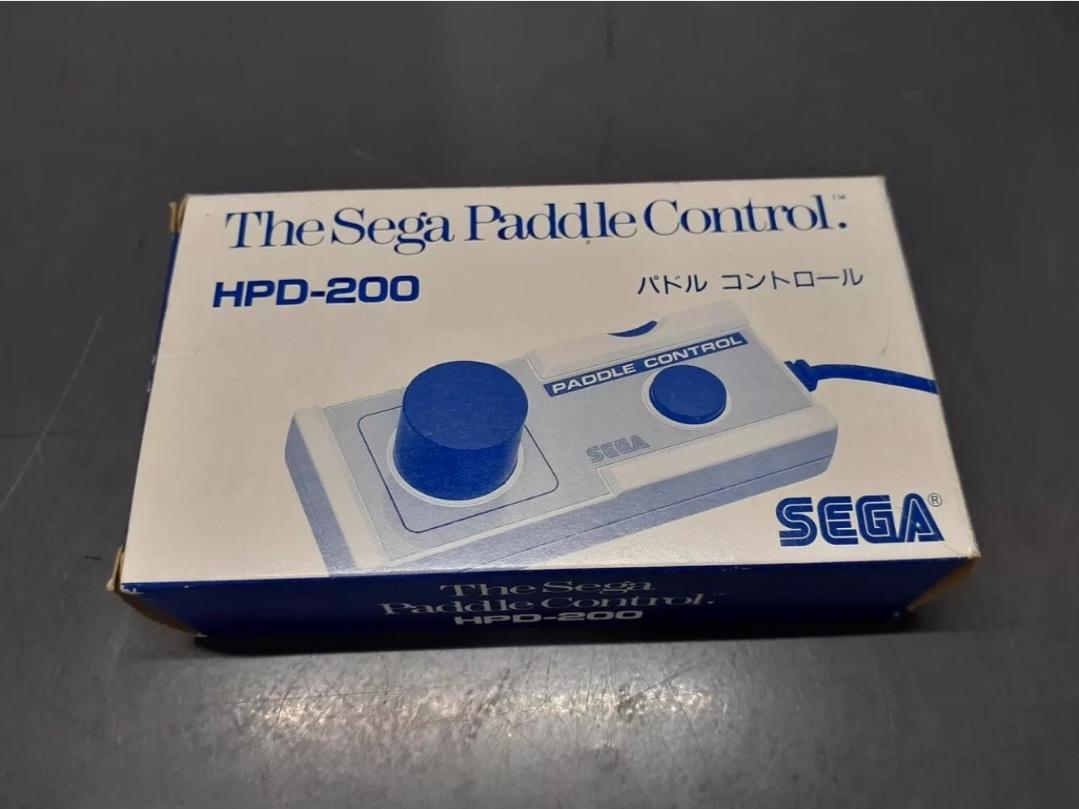 The Sega Paddle Control.™
HPD-200
パドル コントロール
PADDLE CONTROL
SEGA
SEGA®
The Sega
Paddle Control.™
HPD-200